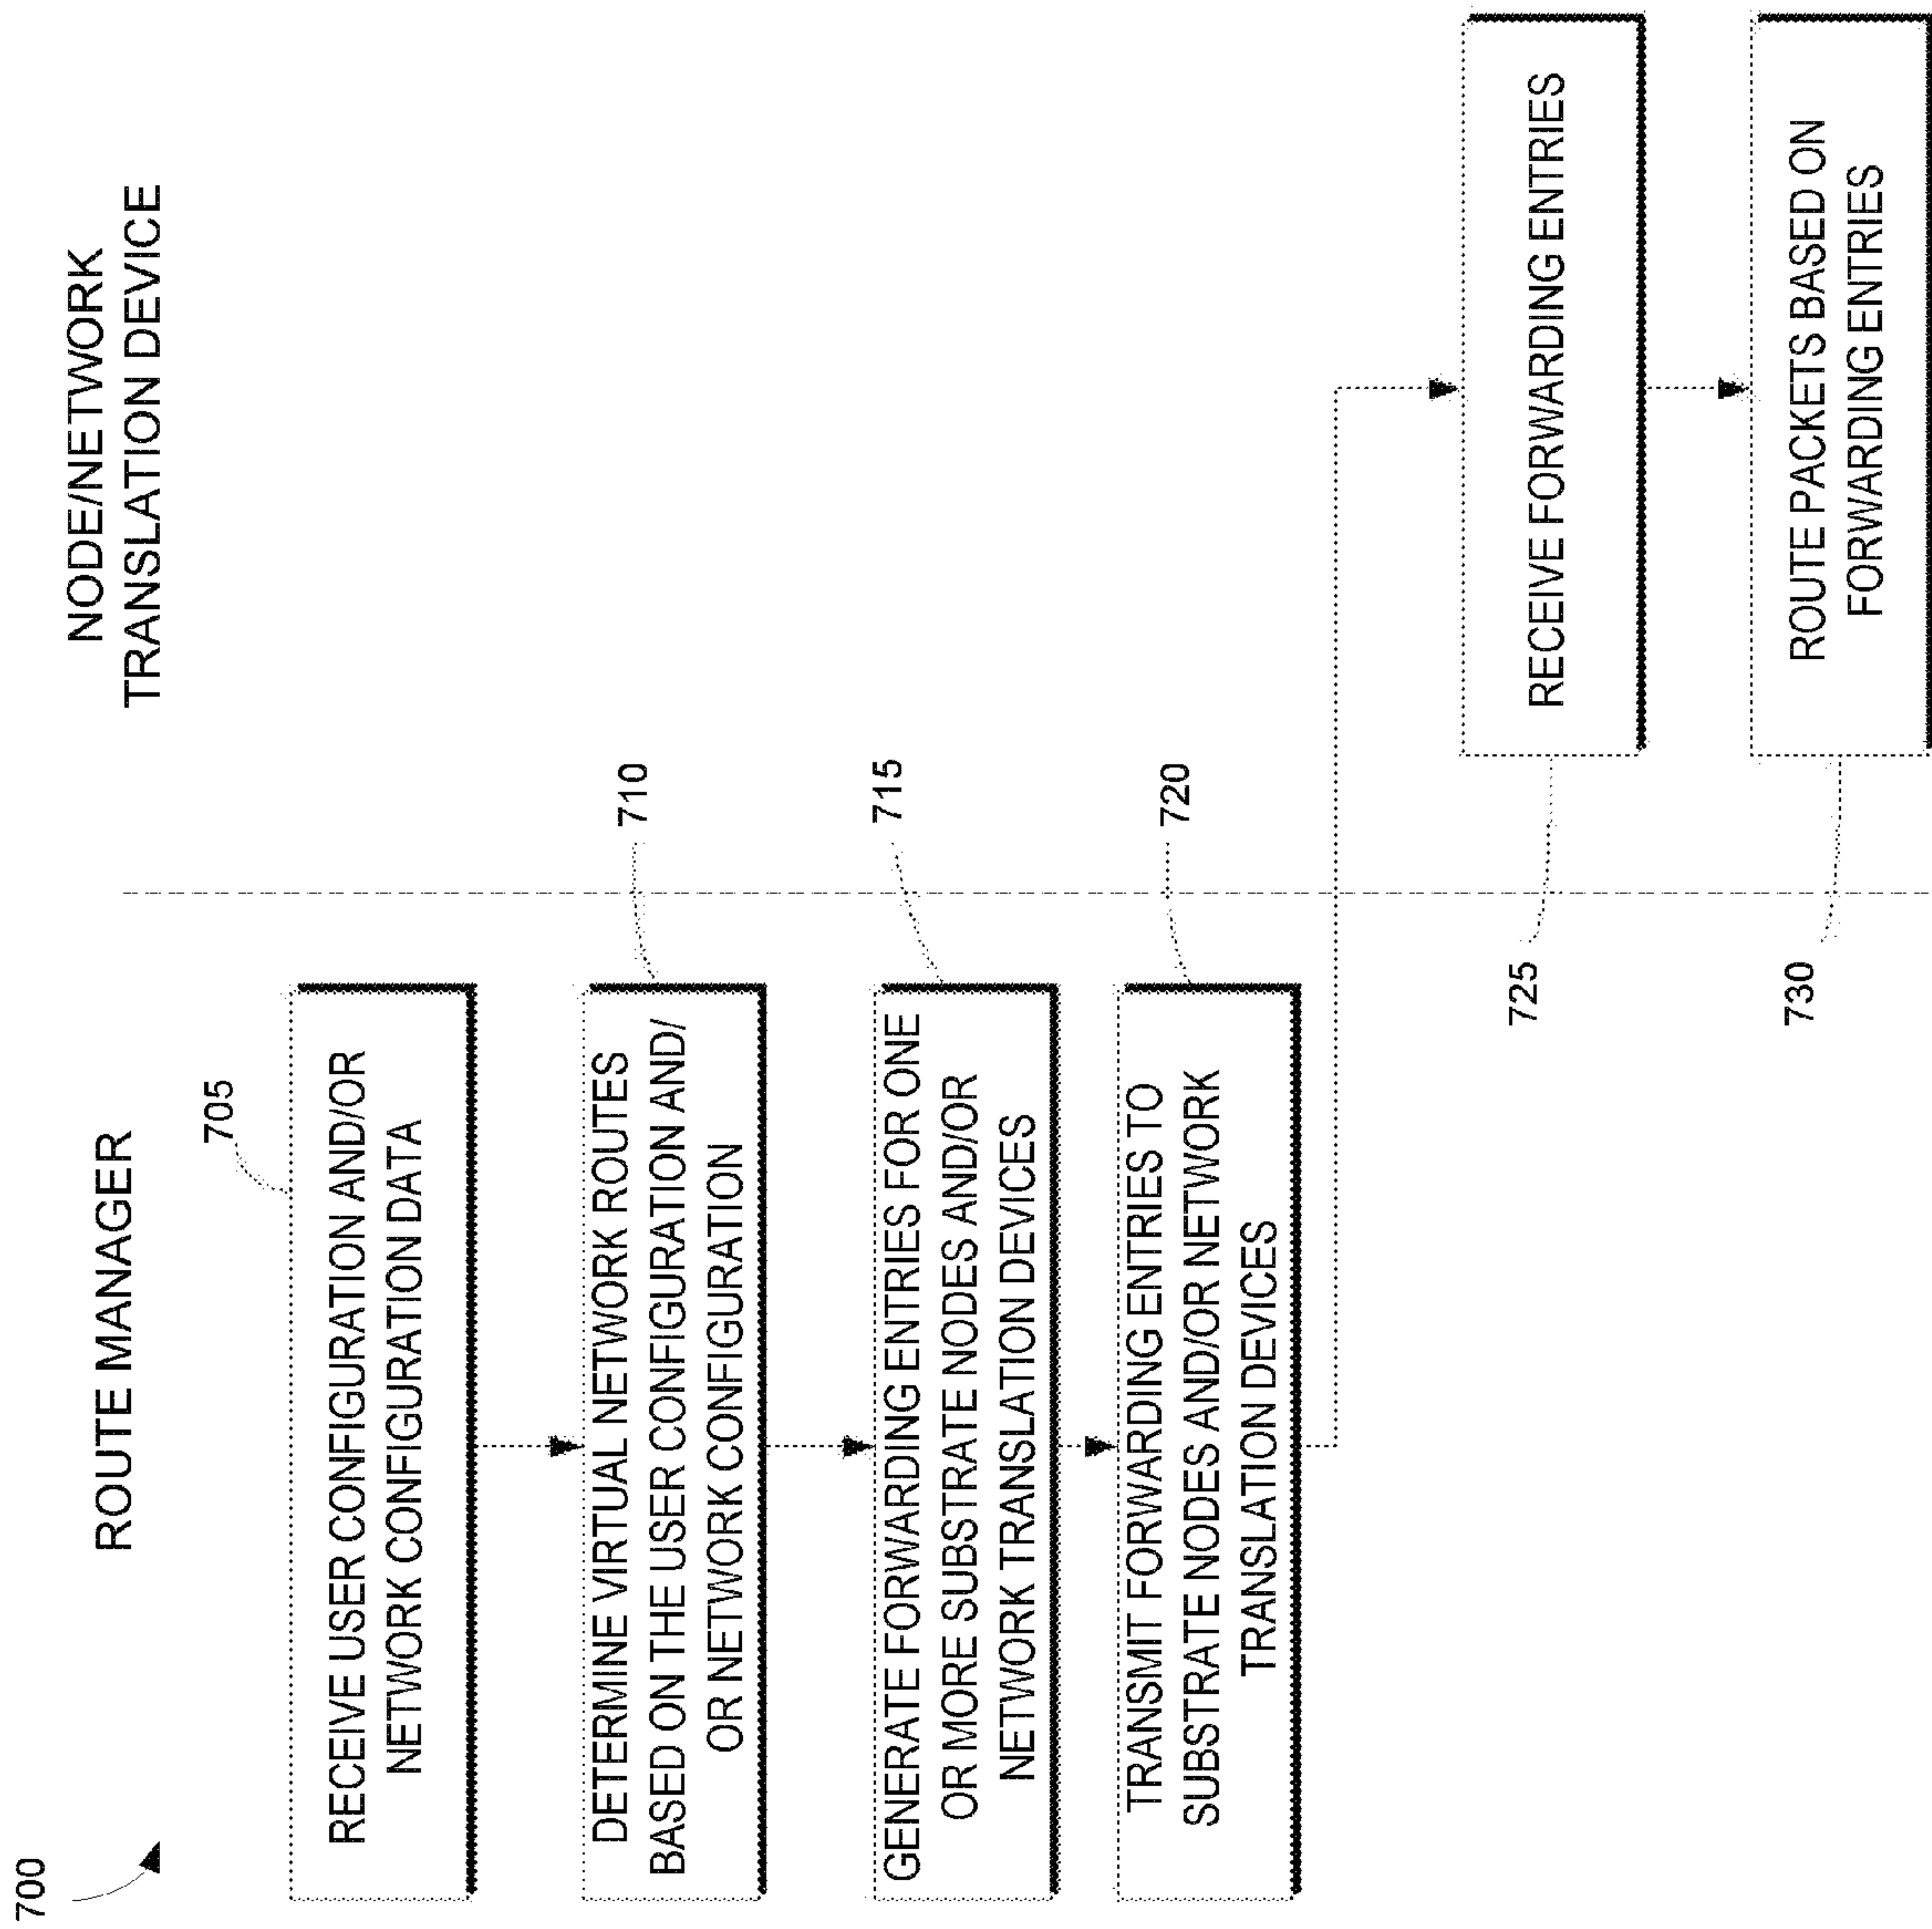 700
ROUTE MANAGER
NODE/NETWORK
TRANSLATION DEVICE
705
RECEIVE USER CONFIGURATION AND/OR
NETWORK CONFIGURATION DATA
710
DETERMINE VIRTUAL NETWORK ROUTES
BASED ON THE USER CONFIGURATION AND/
OR NETWORK CONFIGURATION
715
GENERATE FORWARDING ENTRIES FOR ONE
OR MORE SUBSTRATE NODES AND/OR
NETWORK TRANSLATION DEVICES
720
TRANSMIT FORWARDING ENTRIES TO
SUBSTRATE NODES AND/OR NETWORK
TRANSLATION DEVICES
725
RECEIVE FORWARDING ENTRIES
730
ROUTE PACKETS BASED ON
FORWARDING ENTRIES